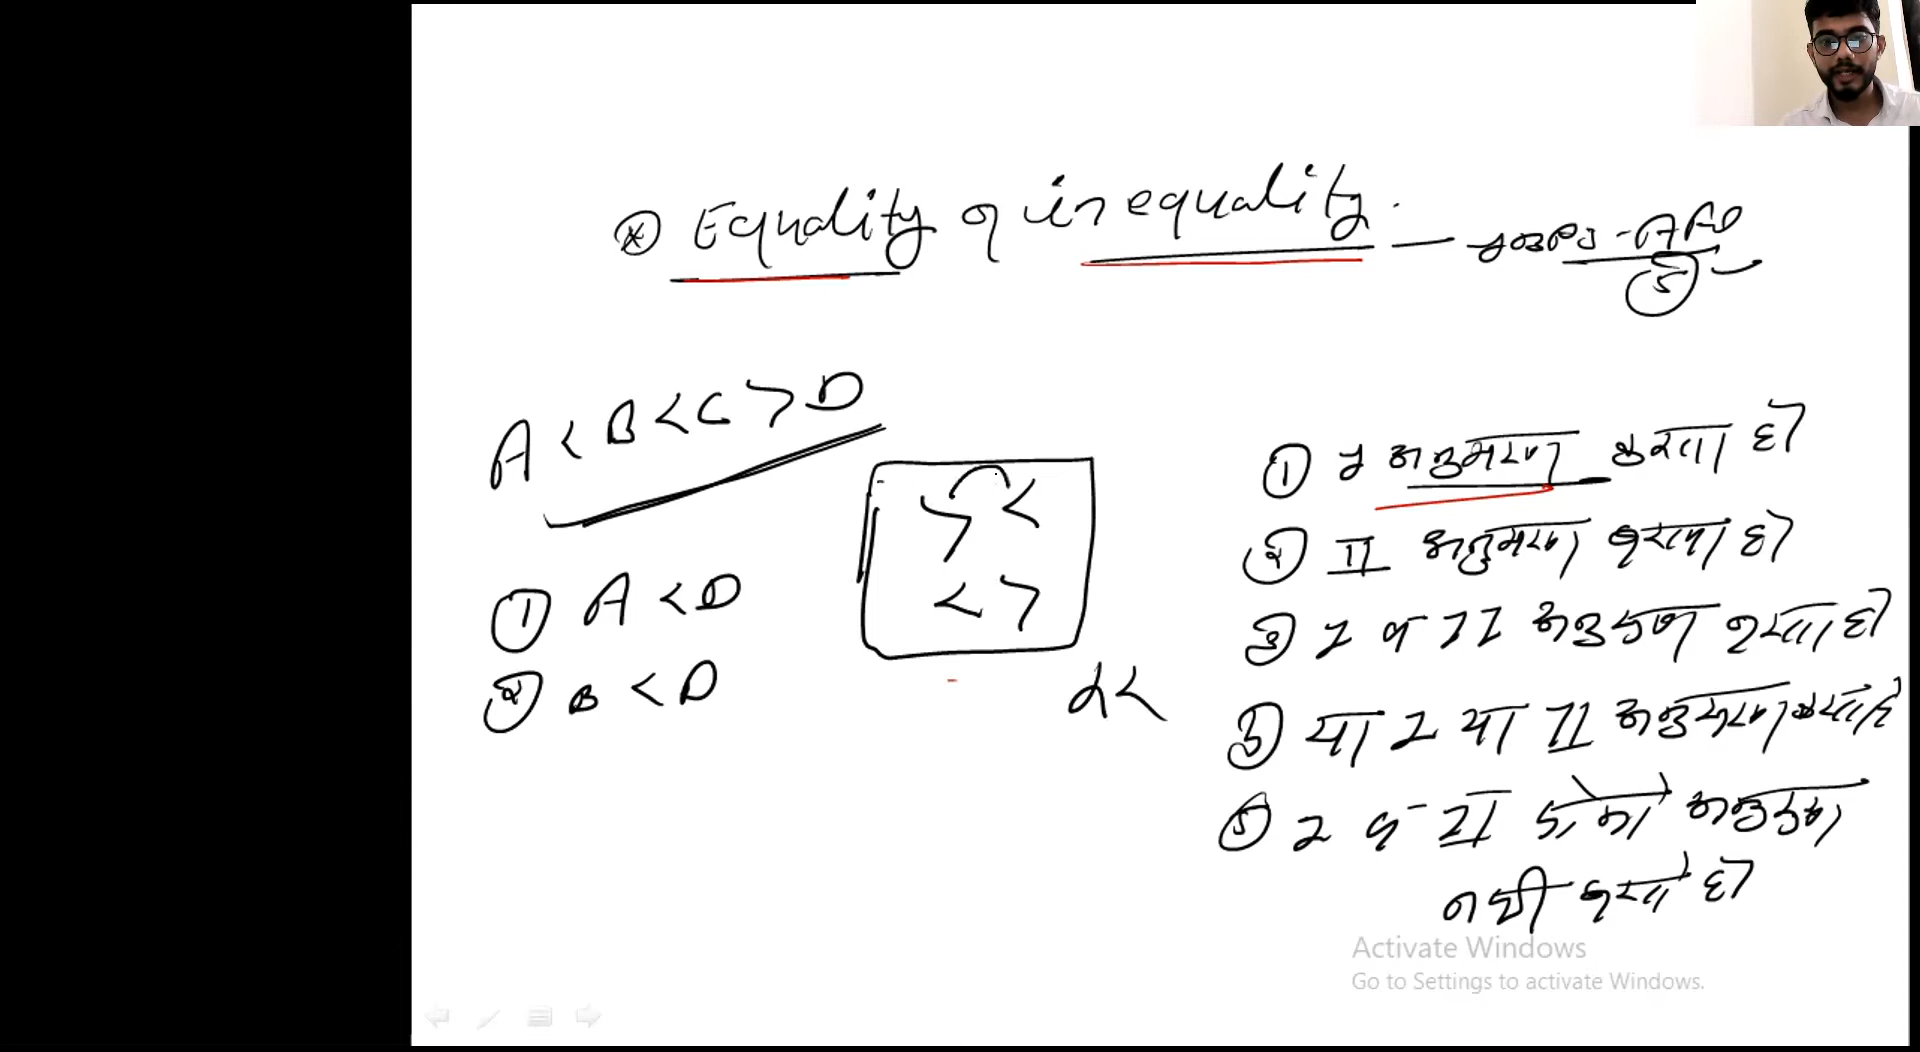 Equality & inequality.
5
A < B < C > D
> <
< >
① A < D
② B < D
<<
① I अनुसरण करता है
② II अनुसरण करता है
③ I व II अनुसरण करता है
④ या I या II अनुसरण करता है
⑤ I व II दोनो अनुसरण
नही करते है
Activate Windows
Go to Settings to activate Windows.